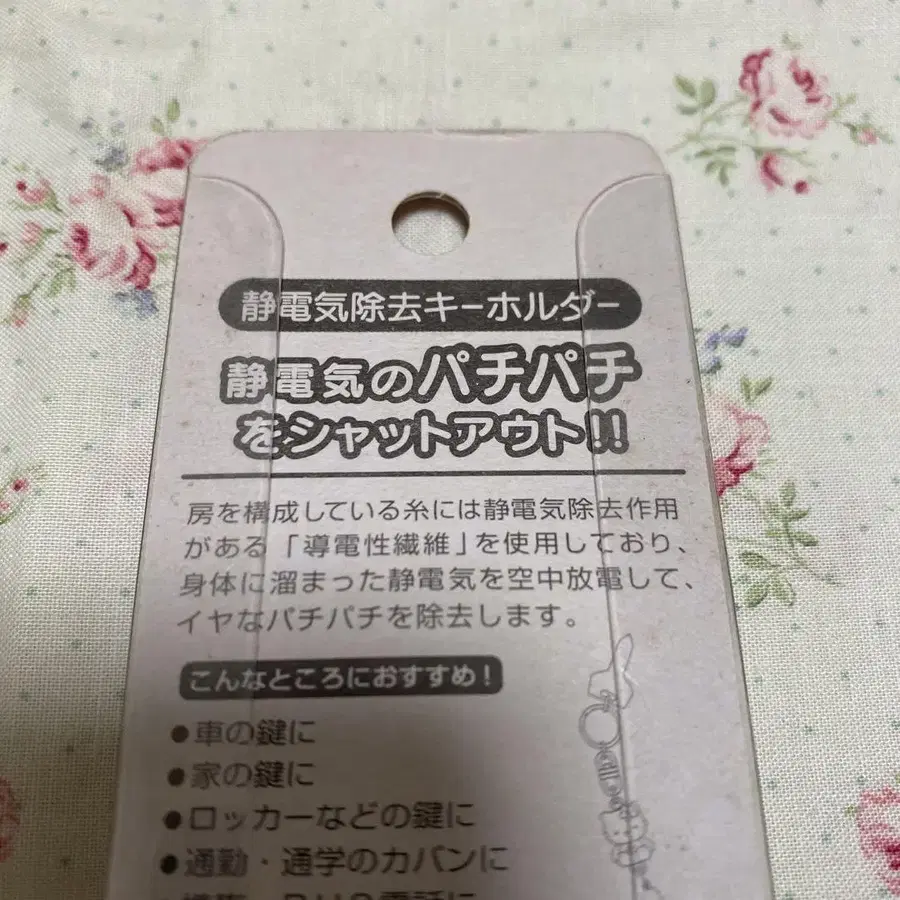 静電気除去キーホルダー
静電気のパチパチ
をシャットアウト!!
房を構成している糸には静電気除去作用
がある「導電性繊維」を使用しており、
身体に溜まった静電気を空中放電して、
イヤなパチパチを除去します。
こんなところにおすすめ!
●車の鍵に
●家の鍵に
●ロッカーなどの鍵に
●通勤・通学のカバンに